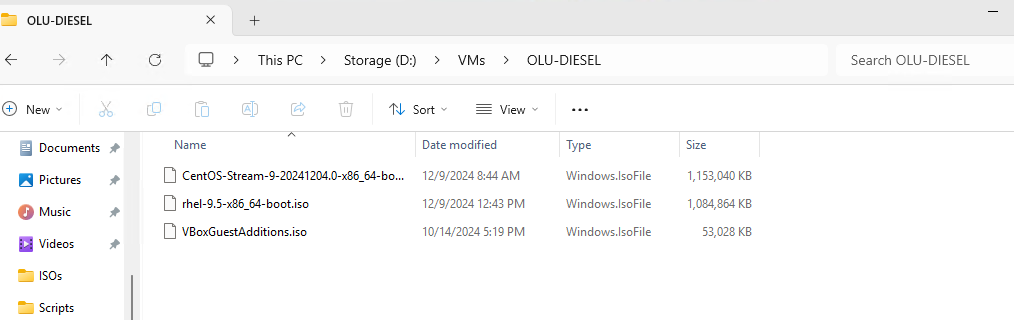 OLU-DIESEL
This PC > Storage (D:) > VMs > OLU-DIESEL
Search OLU-DIESEL
New
Sort
View
Name
Date modified
Type
Size
Documents
Pictures
Music
Videos
ISOs
Scripts
CentOS-Stream-9-20241204.0-x86_64-bo... 12/9/2024 8:44 AM Windows.IsoFile 1,153,040 KB
rhel-9.5-x86_64-boot.iso 12/9/2024 12:43 PM Windows.IsoFile 1,084,864 KB
VBoxGuestAdditions.iso 10/14/2024 5:19 PM Windows.IsoFile 53,028 KB